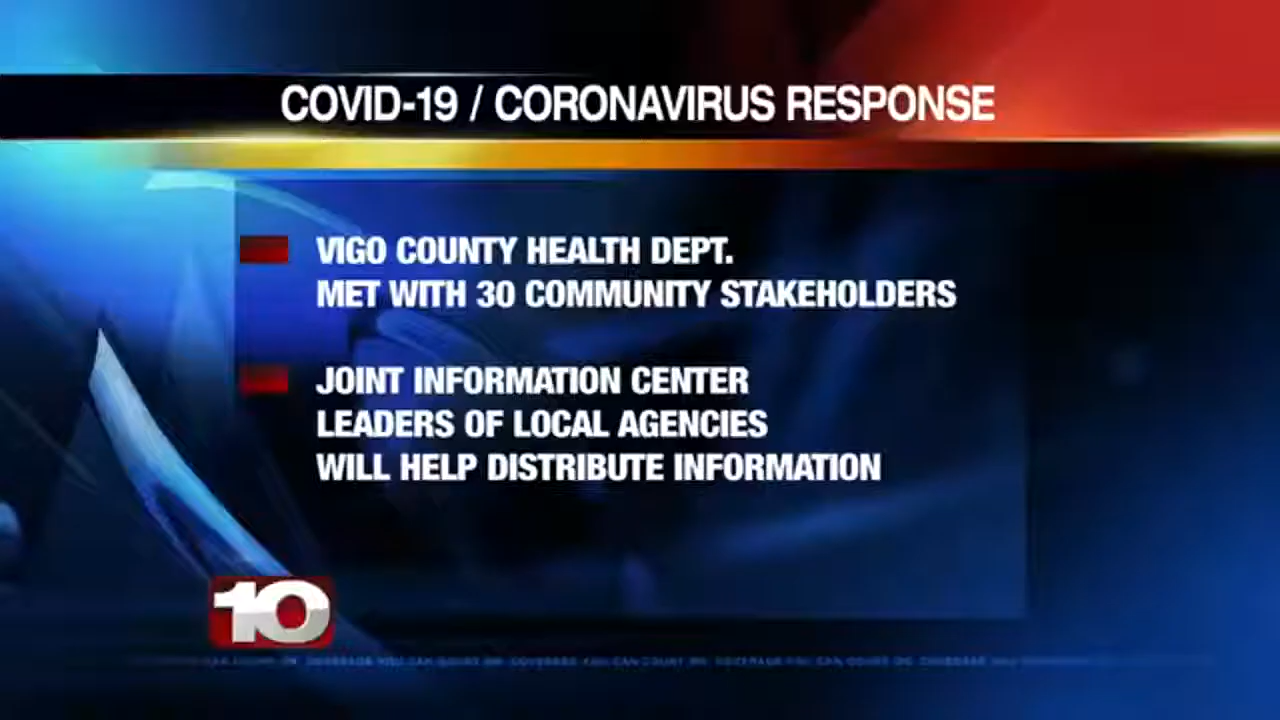 COVID-19 / CORONAVIRUS RESPONSE
VIGO COUNTY HEALTH DEPT.
MET WITH 30 COMMUNITY STAKEHOLDERS
JOINT INFORMATION CENTER
LEADERS OF LOCAL AGENCIES
WILL HELP DISTRIBUTE INFORMATION
10